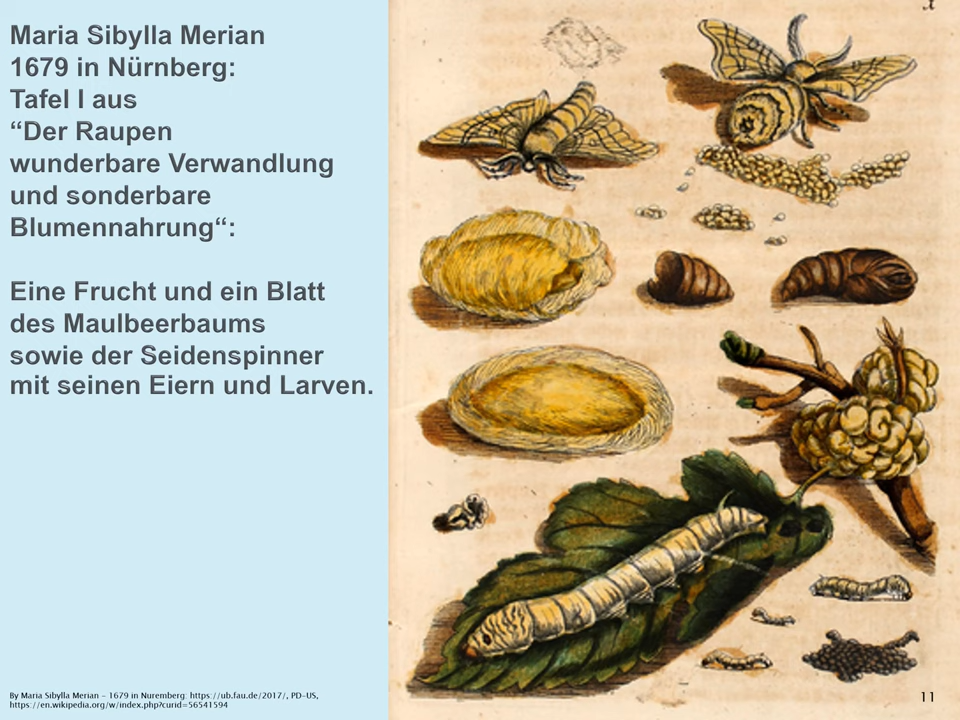 Maria Sibylla Merian
1679 in Nürnberg:
Tafel I aus
“Der Raupen
wunderbare Verwandlung
und sonderbare
Blumennahrung“:
Eine Frucht und ein Blatt
des Maulbeerbaums
sowie der Seidenspinner
mit seinen Eiern und Larven.
By Maria Sibylla Merian - 1679 in Nuremberg: https://ub.fau.de/2017/, PD-US,
https://en.wikipedia.org/w/index.php?curid=56541594
11